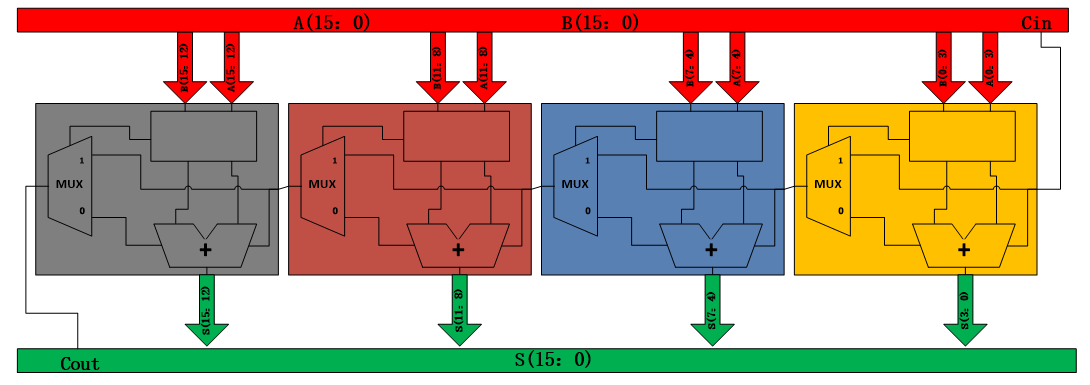 A(15: 0) B(15: 0) Cin
B(15: 12) A(15: 12) B(11: 8) A(11: 8) B(7: 4) A(7: 4) B(0: 3) A(0: 3)
1 1 1 1
MUX MUX MUX MUX
0 0 0 0
+ + + +
S(15: 12) S(11: 8) S(7: 4) S(3: 0)
Cout S(15: 0)